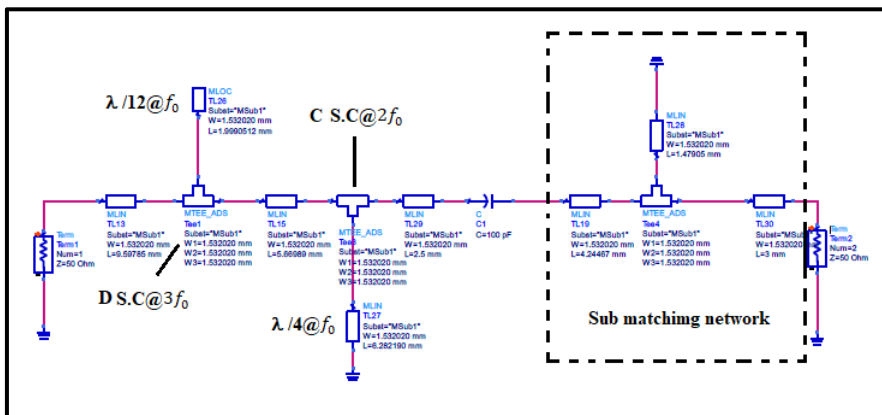 λ /12@f0
MLOC
TL26
Subst="MSub1"
W=1.532020 mm
L=1.9990512 mm
C S.C@2f0
MLIN
TL28
Subst="MSub1"
W=1.532020 mm
L=1.47905 mm
Term
Term1
Num=1
Z=50 Ohm
MLIN
TL13
Subst="MSub1"
W=1.532020 mm
L=9.59765 mm
MTEE_ADS
Tee1
Subst="MSub1"
W1=1.532020 mm
W2=1.532020 mm
W3=1.532020 mm
MLIN
TL15
Subst="MSub1"
W=1.532020 mm
L=5.66989 mm
MTEE_ADS
Subst="MSub1"
W1=1.532020 mm
W2=1.532020 mm
W3=1.532020 mm
MLIN
TL29
Subst="MSub1"
W=1.532020 mm
L=2.5 mm
C
C1
C=100 pF
MLIN
TL19
Subst="MSub1"
W=1.532020 mm
L=4.24467 mm
MTEE_ADS
Tee4
Subst="MSub1"
W1=1.532020 mm
W2=1.532020 mm
W3=1.532020 mm
MLIN
TL30
Subst="MSub1"
W=1.532020 mm
L=3 mm
Term
Term2
Num=2
Z=50 Ohm
D S.C@3f0
λ /4@f0
MLIN
TL27
Subst="MSub1"
W=1.532020 mm
L=6.282190 mm
Sub matchimg network